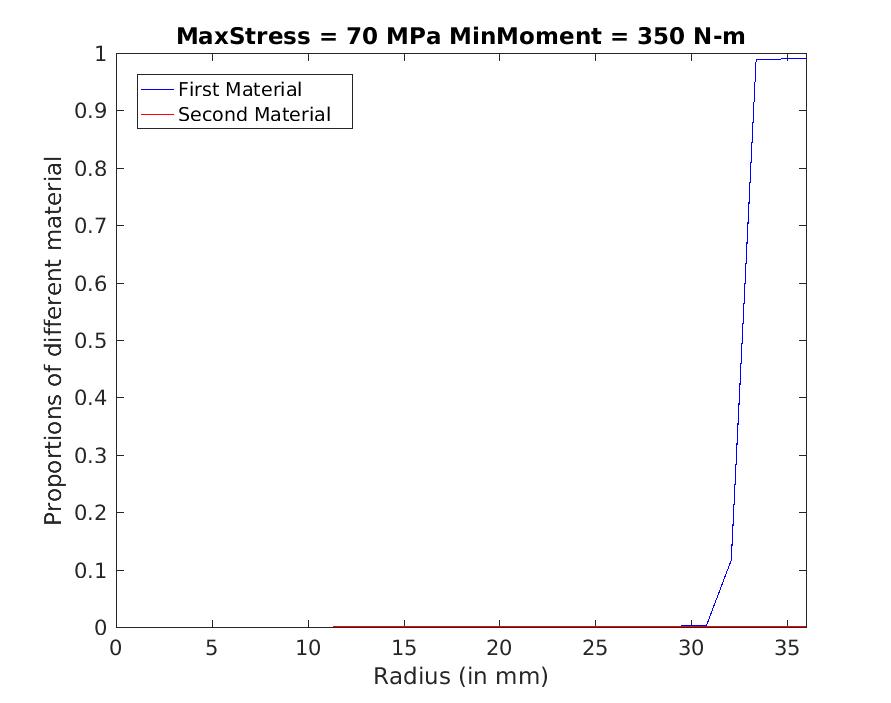 MaxStress = 70 MPa MinMoment = 350 N-m
First Material
Second Material
Proportions of different material
1
0.9
0.8
0.7
0.6
0.5
0.4
0.3
0.2
0.1
0
0 5 10 15 20 25 30 35
Radius (in mm)